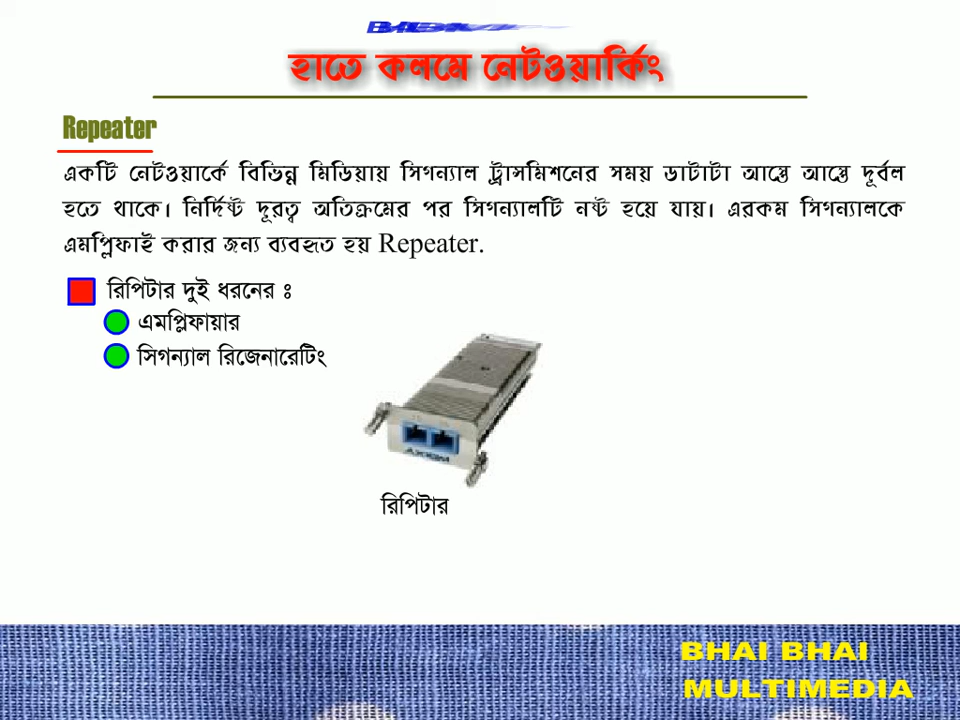 হাতে কলমে নেটওয়ার্কিং
Repeater
একটি নেটওয়ার্কে বিভিন্ন মিডিয়ায় সিগন্যাল ট্রান্সমিশনের সময় ডাটাটা আস্তে আস্তে দূর্বল
হতে থাকে। নির্দিষ্ট দূরত্ব অতিক্রমের পর সিগন্যালটি নষ্ট হয়ে যায়। এরকম সিগন্যালকে
এমপ্লিফাই করার জন্য ব্যবহৃত হয় Repeater.
রিপিটার দুই ধরনের ঃ
এমপ্লিফায়ার
সিগন্যাল রিজেনারেটিং
রিপিটার
BHAI BHAI
MULTIMEDIA